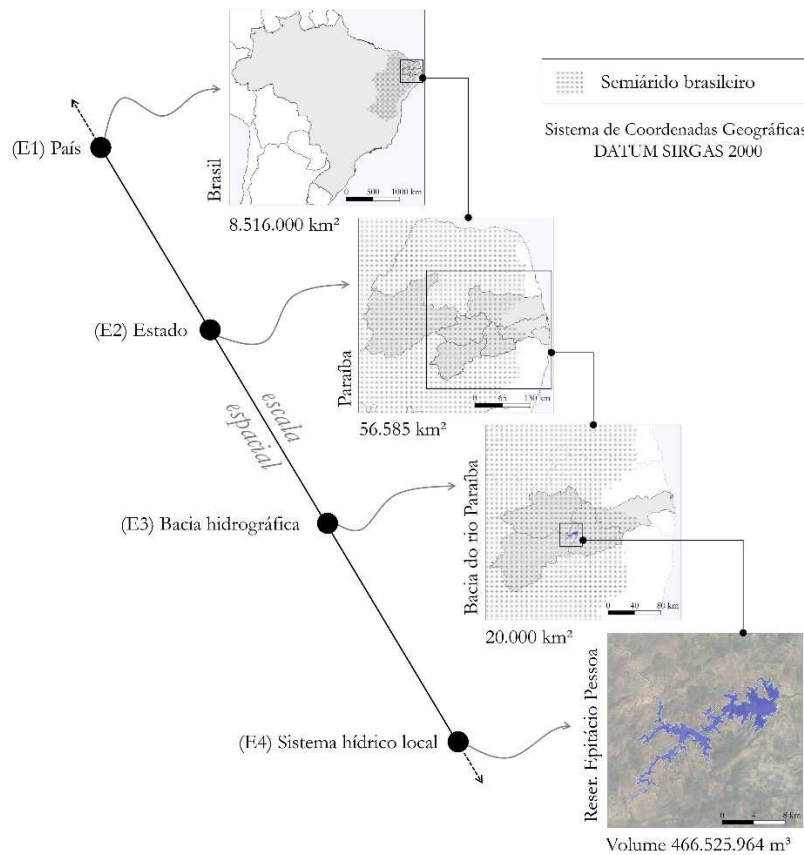 Semiárido brasileiro
Sistema de Coordenadas Geográficas
DATUM SIRGAS 2000
(E1) País
Brasil
0 500 1000 km
8.516.000 km²
(E2) Estado
Paraíba
0 65 130 km
56.585 km²
escala
espacial
(E3) Bacia hidrográfica
Bacia do rio Paraíba
0 40 80 km
20.000 km²
(E4) Sistema hídrico local
Reser. Epitácio Pessoa
0 4 8 km
Volume 466.525.964 m³